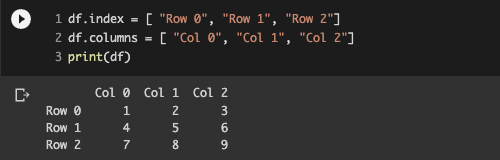 1 df.index = [ "Row 0", "Row 1", "Row 2"]
2 df.columns = [ "Col 0", "Col 1", "Col 2"]
3 print(df)
Col 0 Col 1 Col 2
Row 0 1 2 3
Row 1 4 5 6
Row 2 7 8 9